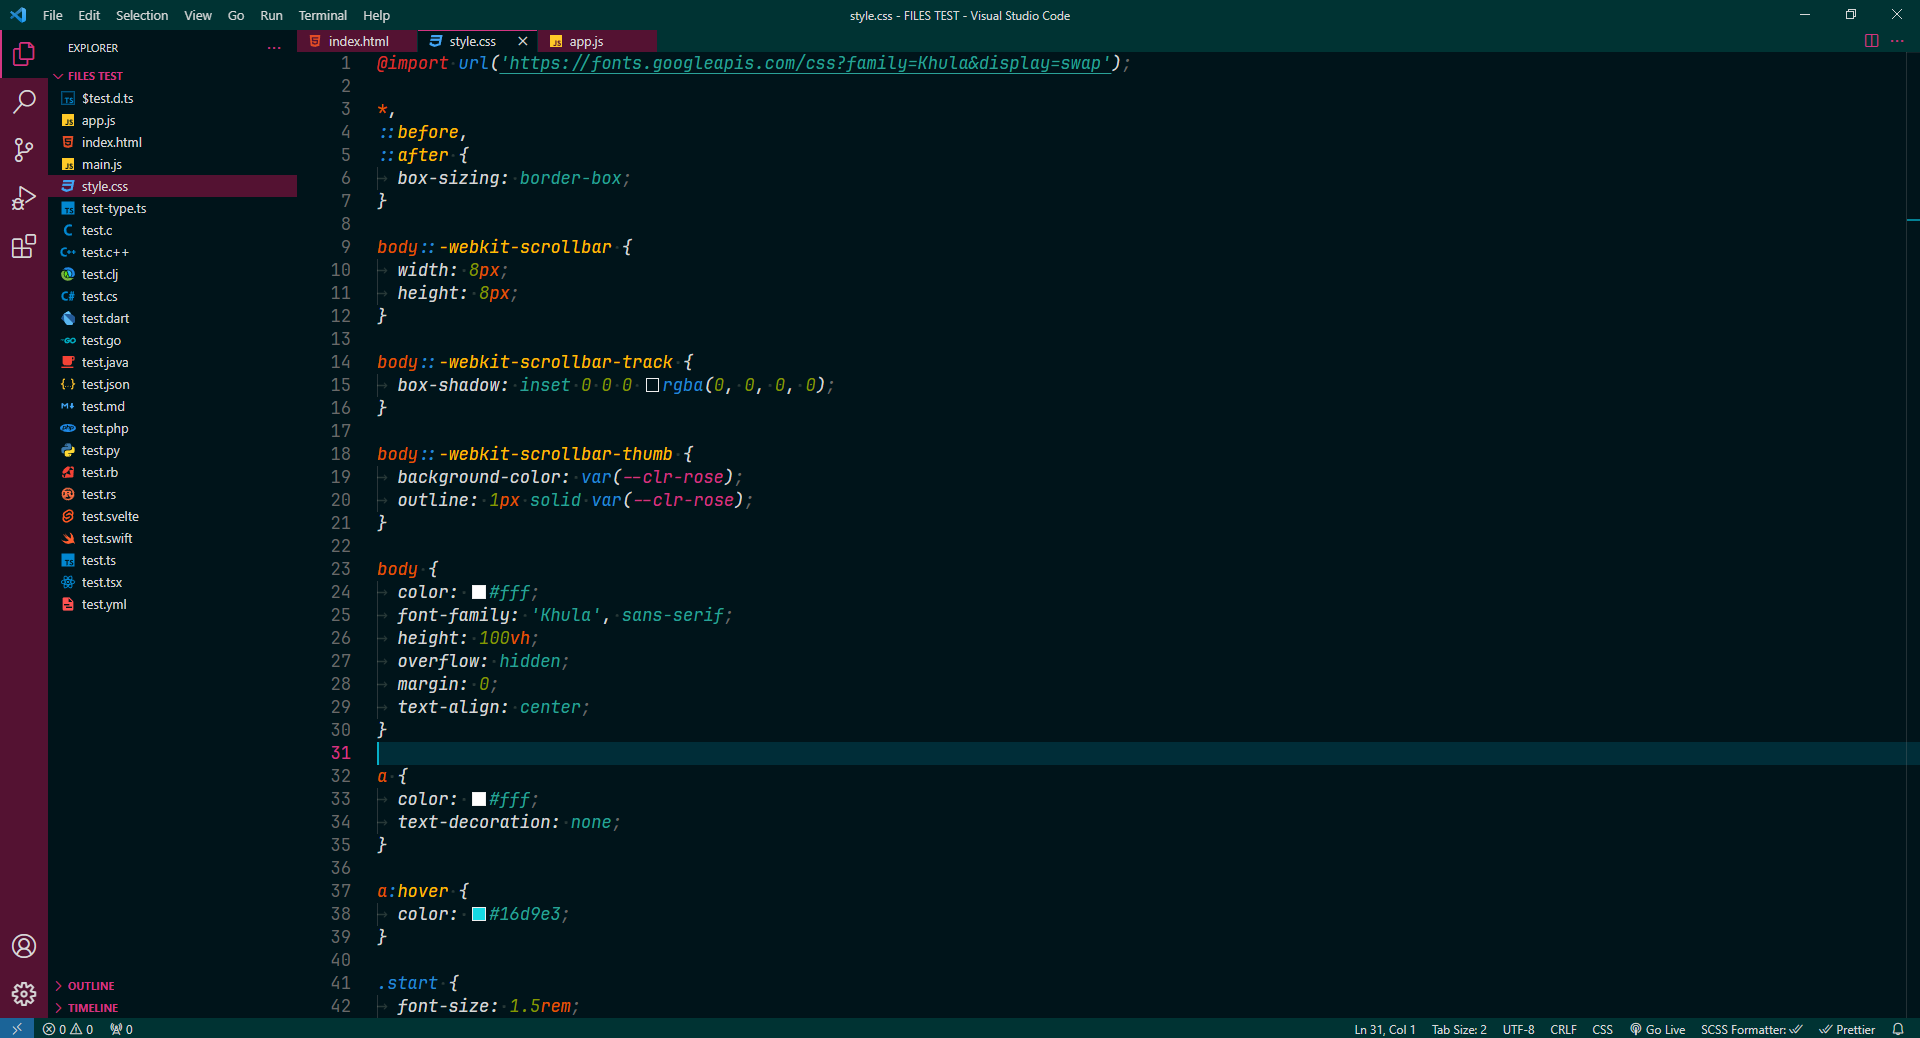 File Edit Selection View Go Run Terminal Help
style.css - FILES TEST - Visual Studio Code
EXPLORER
FILES TEST
$test.d.ts
app.js
index.html
main.js
style.css
test-type.ts
test.c
test.c++
test.clj
test.cs
test.dart
test.go
test.java
test.json
test.md
test.php
test.py
test.rb
test.rs
test.svelte
test.swift
test.ts
test.tsx
test.yml
OUTLINE
TIMELINE
index.html style.css app.js
1 @import url('https://fonts.googleapis.com/css?family=Khula&display=swap');
2
3 *,
4 ::before,
5 ::after {
6 box-sizing: border-box;
7 }
8
9 body::-webkit-scrollbar {
10 width: 8px;
11 height: 8px;
12 }
13
14 body::-webkit-scrollbar-track {
15 box-shadow: inset 0 0 0 rgba(0, 0, 0, 0);
16 }
17
18 body::-webkit-scrollbar-thumb {
19 background-color: var(--clr-rose);
20 outline: 1px solid var(--clr-rose);
21 }
22
23 body {
24 color: #fff;
25 font-family: 'Khula', sans-serif;
26 height: 100vh;
27 overflow: hidden;
28 margin: 0;
29 text-align: center;
30 }
31
32 a {
33 color: #fff;
34 text-decoration: none;
35 }
36
37 a:hover {
38 color: #16d9e3;
39 }
40
41 .start {
42 font-size: 1.5rem;
0 0 0
Ln 31, Col 1 Tab Size: 2 UTF-8 CRLF CSS Go Live SCSS Formatter: Prettier